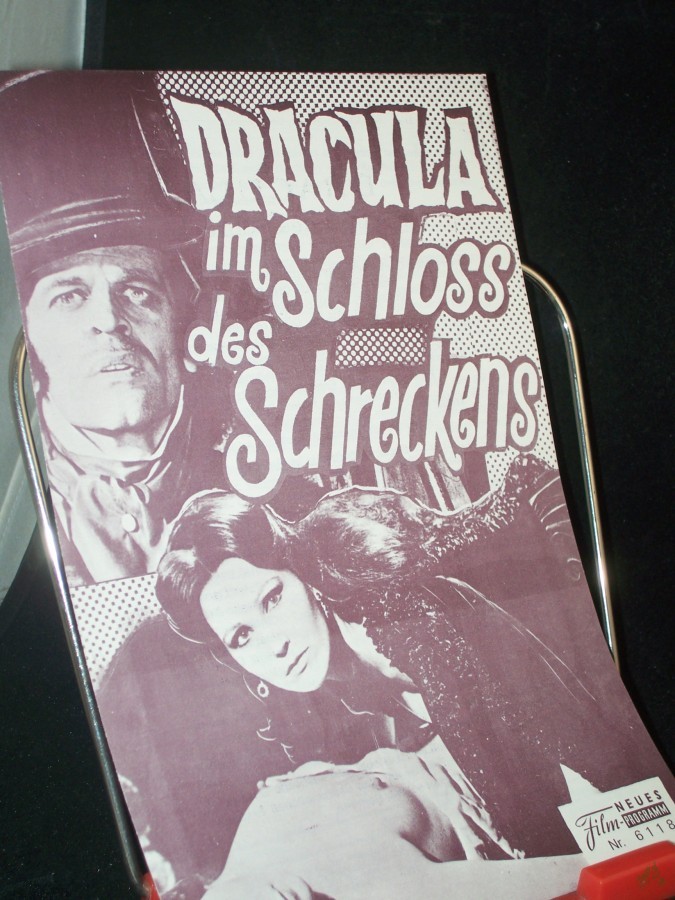 DRACULA
im Schloss
des
Schreckens
NEUES
Film-PROGRAMM
Nr. 6118